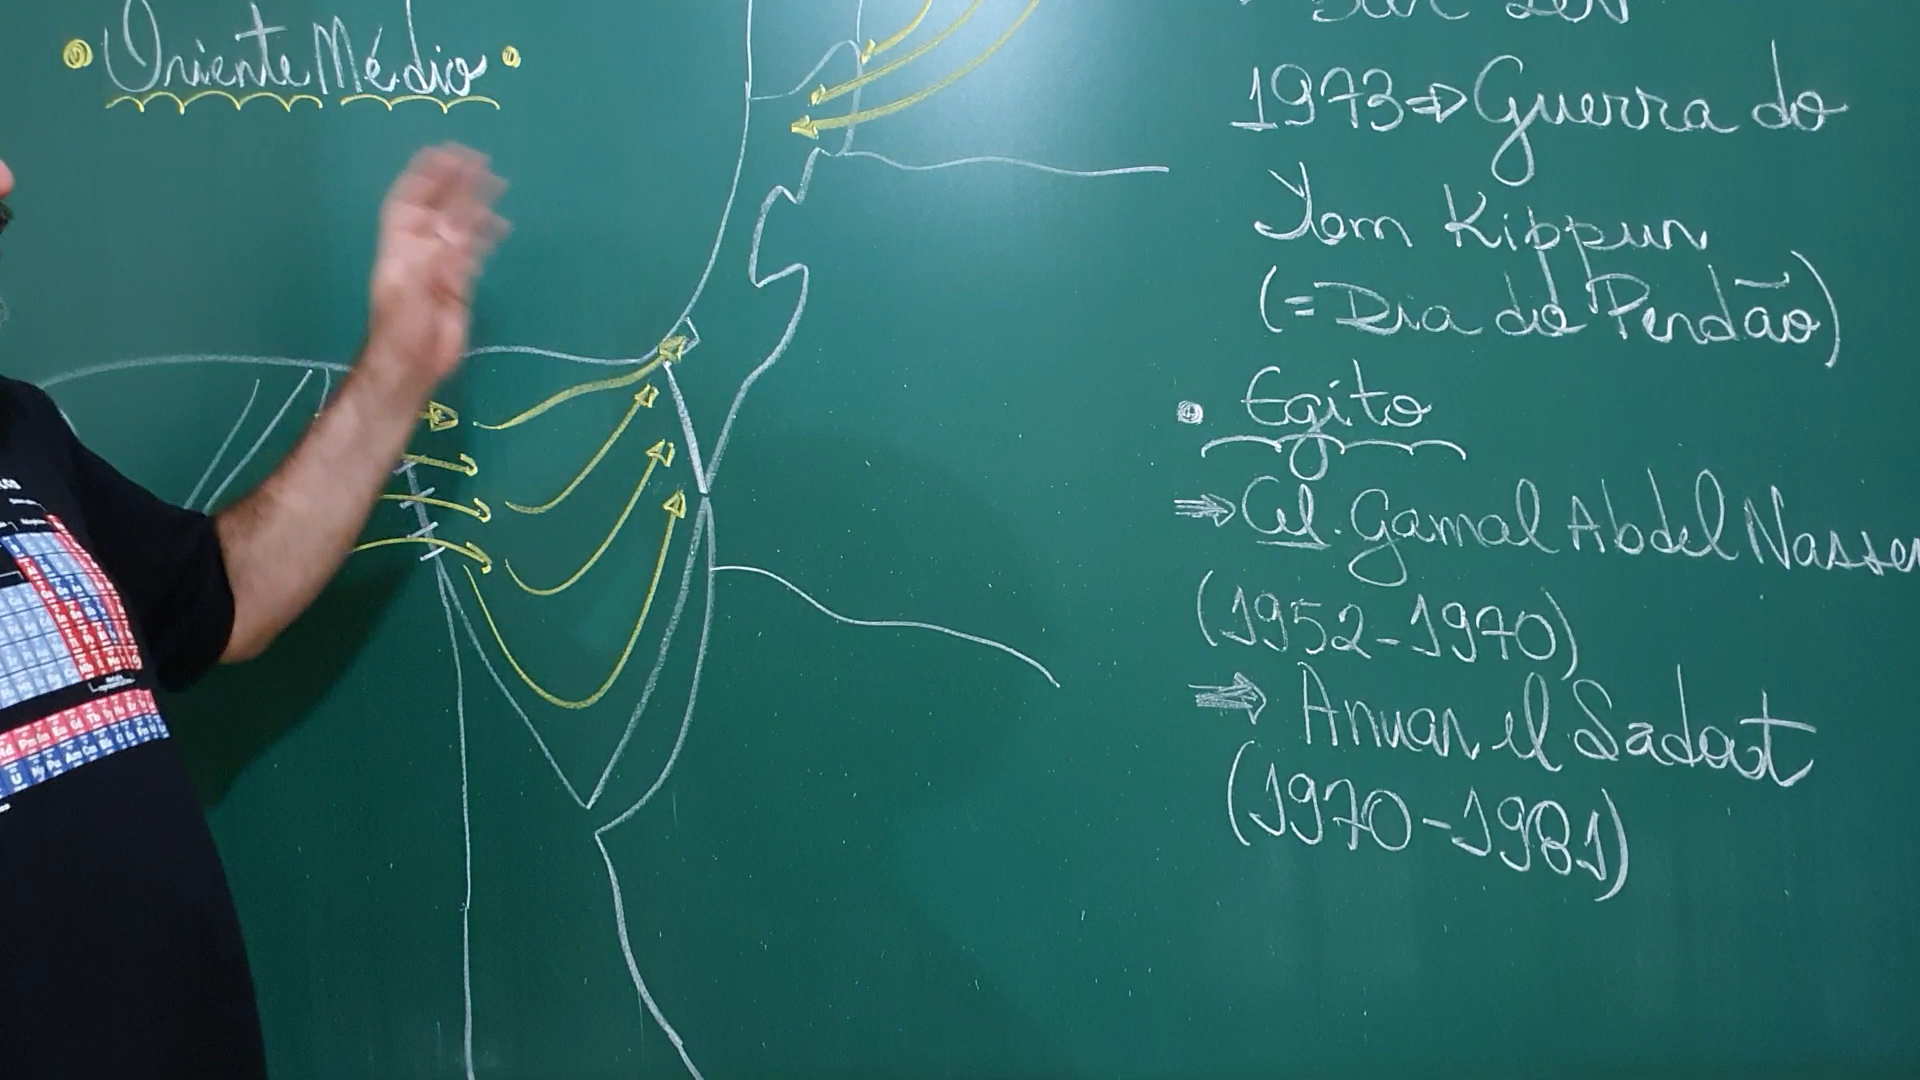 Oriente Médio
1973 ⇒ Guerra do
Yom Kippur
(= Dia do Perdão)
• Egito
⇒ Cel. Gamal Abdel Nasser
(1952-1970)
⇒ Anuar el Sadat
(1970-1981)